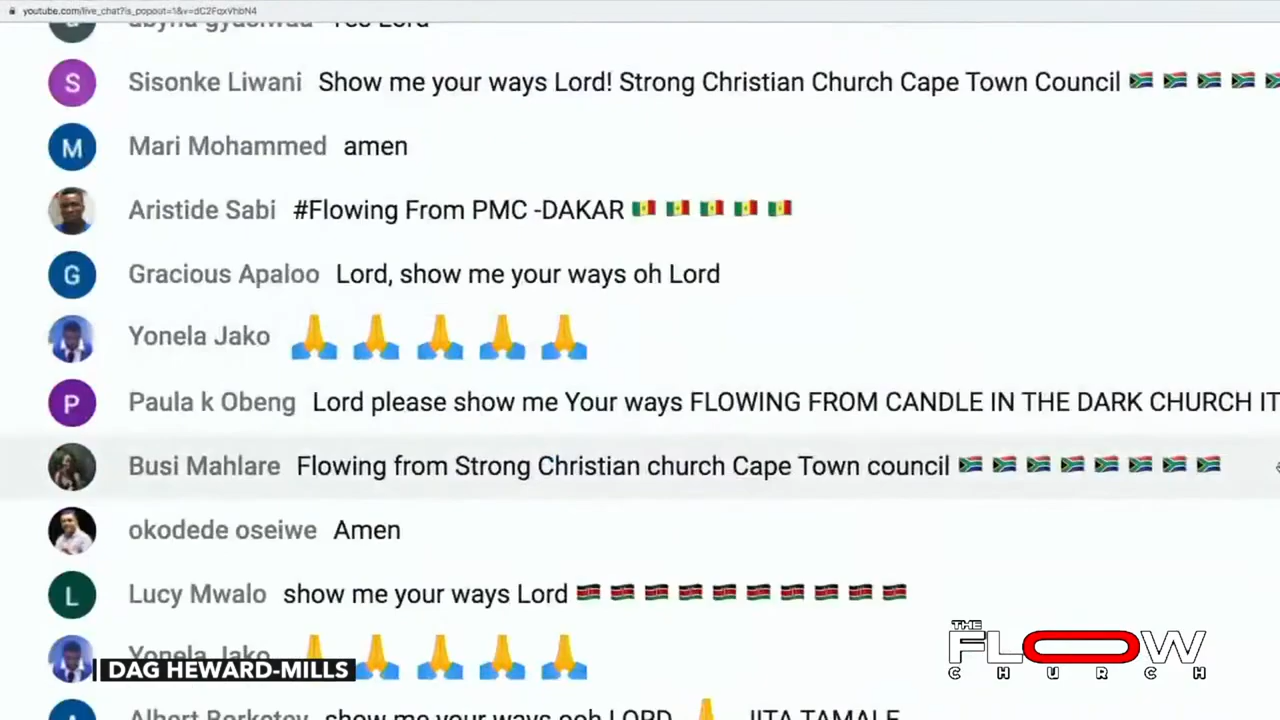 youtube.com/live_chat?is_popout=1&v=dC2FqxVhbN4
abyna gyaoiwaa Yes Lord
Sisonke Liwani Show me your ways Lord! Strong Christian Church Cape Town Council 🇿🇦 🇿🇦 🇿🇦 🇿🇦 🇿🇦
Mari Mohammed amen
Aristide Sabi #Flowing From PMC -DAKAR 🇸🇳 🇸🇳 🇸🇳 🇸🇳 🇸🇳
Gracious Apaloo Lord, show me your ways oh Lord
Yonela Jako 🙏 🙏 🙏 🙏 🙏
Paula k Obeng Lord please show me Your ways FLOWING FROM CANDLE IN THE DARK CHURCH IT
Busi Mahlare Flowing from Strong Christian church Cape Town council 🇿🇦 🇿🇦 🇿🇦 🇿🇦 🇿🇦 🇿🇦 🇿🇦 🇿🇦
okodede oseiwe Amen
Lucy Mwalo show me your ways Lord 🇰🇪 🇰🇪 🇰🇪 🇰🇪 🇰🇪 🇰🇪 🇰🇪 🇰🇪 🇰🇪 🇰🇪
Yonela Jako 🙏 🙏 🙏 🙏 🙏
DAG HEWARD-MILLS
THE
FLOW
CHURCH
Albert Borketey show me your ways ooh LORD 🙏 JITA TAMALE